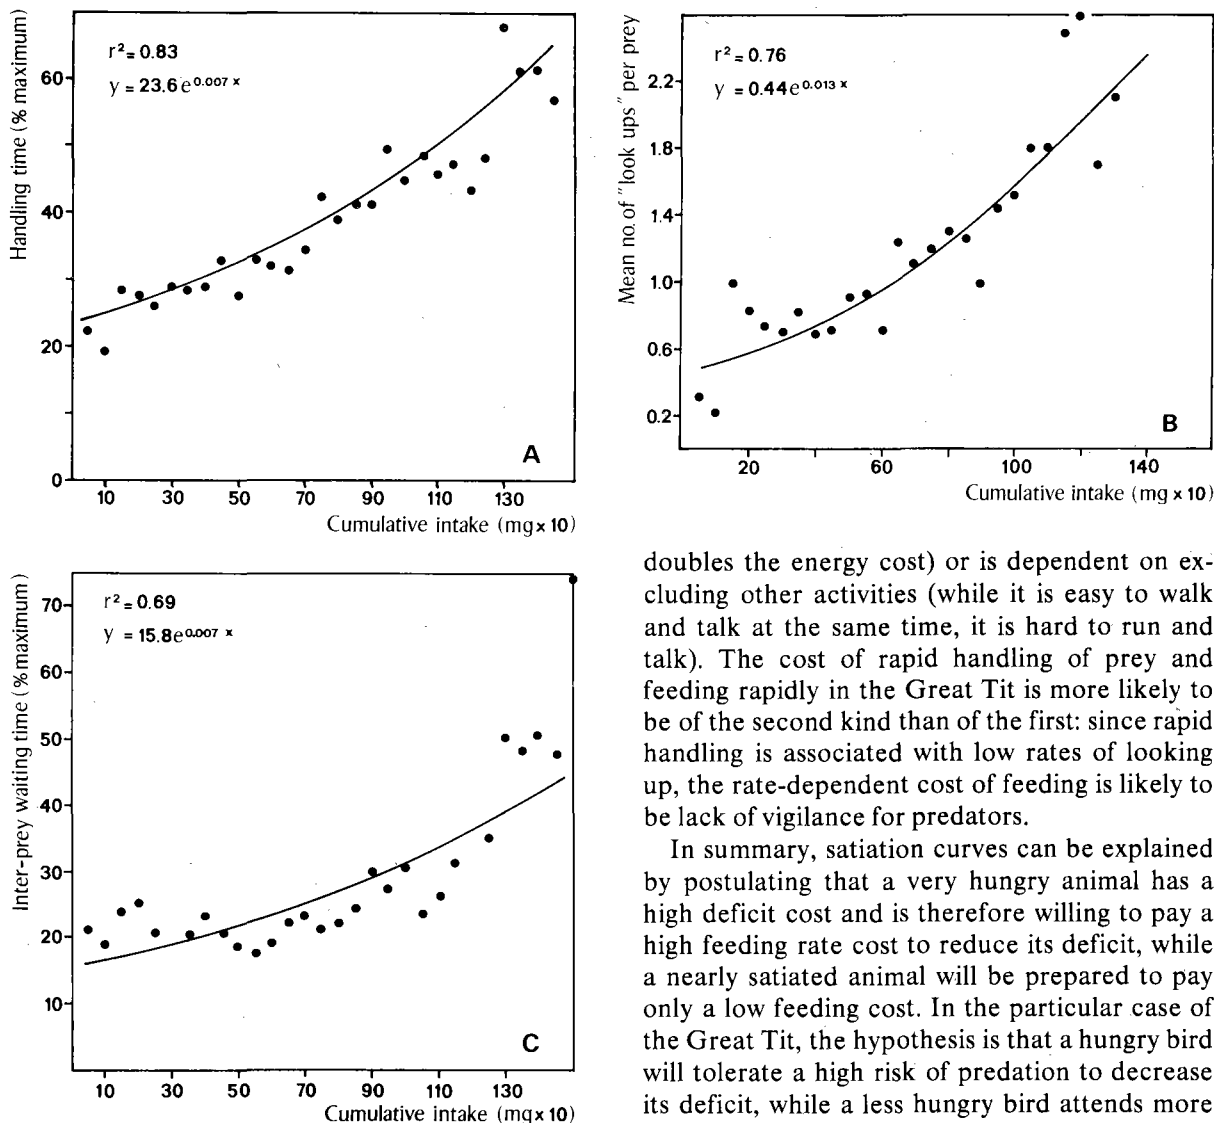 Handling time (% maximum)
r² = 0.83
y = 23.6e^0.007 x
60
40
20
0
A
10 30 50 70 90 110 130
Cumulative intake (mg x 10)
Mean no. of "look ups" per prey
r² = 0.76
y = 0.44e^0.013 x
2.2
1.8
1.4
1.0
0.6
0.2
B
20 60 100 140
Cumulative intake (mg x 10)
Inter-prey waiting time (% maximum)
r² = 0.69
y = 15.8e^0.007 x
70
60
50
40
30
20
10
C
10 30 50 70 90 110 130
Cumulative intake (mg x 10)
doubles the energy cost) or is dependent on ex-
cluding other activities (while it is easy to walk
and talk at the same time, it is hard to run and
talk). The cost of rapid handling of prey and
feeding rapidly in the Great Tit is more likely to
be of the second kind than of the first: since rapid
handling is associated with low rates of looking
up, the rate-dependent cost of feeding is likely to
be lack of vigilance for predators.
In summary, satiation curves can be explained
by postulating that a very hungry animal has a
high deficit cost and is therefore willing to pay a
high feeding rate cost to reduce its deficit, while
a nearly satiated animal will be prepared to pay
only a low feeding cost. In the particular case of
the Great Tit, the hypothesis is that a hungry bird
will tolerate a high risk of predation to decrease
its deficit, while a less hungry bird attends more